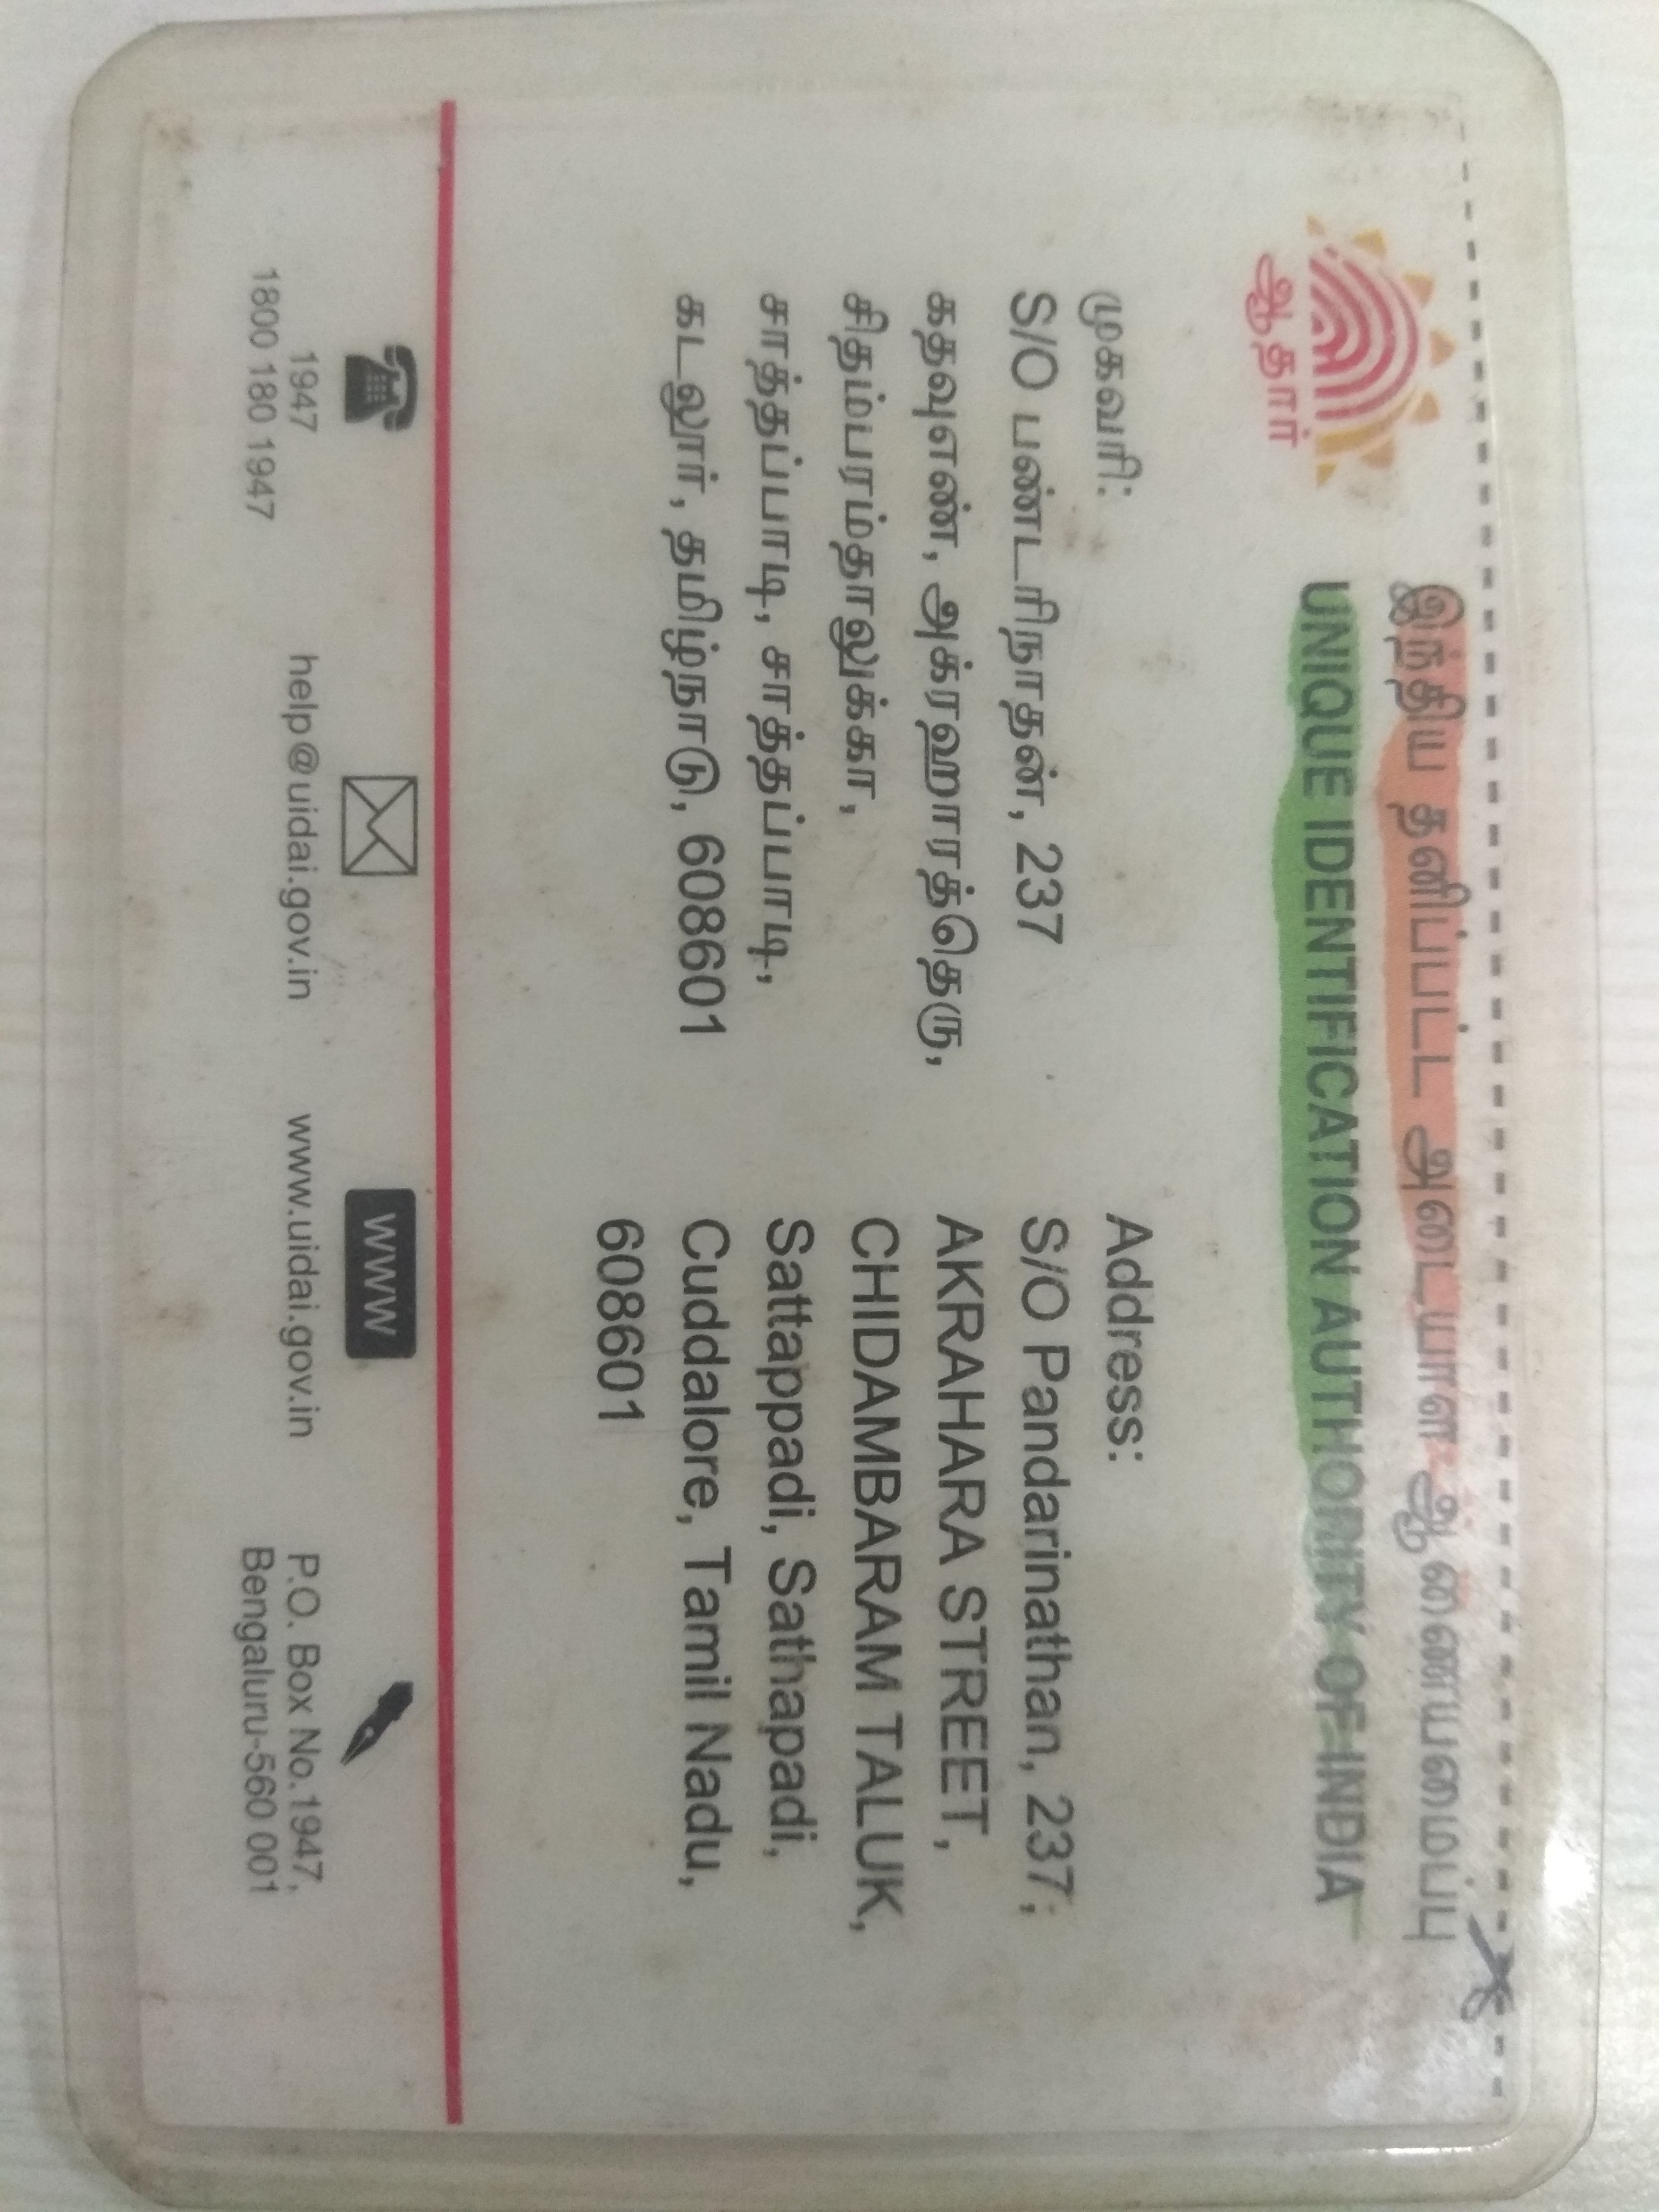 இந்திய தனிப்பட்ட அடையாள ஆணையமைப்பு
UNIQUE IDENTIFICATION AUTHORITY OF INDIA
ஆதார்
முகவரி:
S/O பண்டரிநாதன், 237
கதவுஎண், அக்ரஹாரத்தெரு,
சிதம்பரம்தாலுக்கா,
சாத்தப்பாடி, சாத்தப்பாடி,
கடலூர், தமிழ்நாடு, 608601
Address:
S/O Pandarinathan, 237,
AKRAHARA STREET,
CHIDAMBARAM TALUK,
Sattappadi, Sathapadi,
Cuddalore, Tamil Nadu,
608601
1947
1800 180 1947
help@uidai.gov.in
WWW
www.uidai.gov.in
P.O. Box No.1947,
Bengaluru-560 001